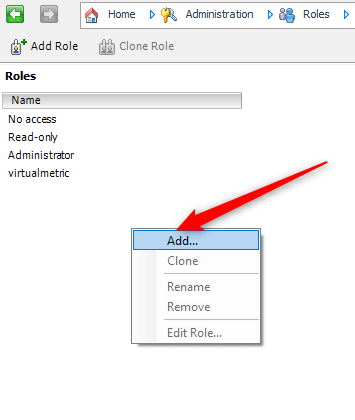 Home Administration Roles
Add Role Clone Role
Roles
Name
No access
Read-only
Administrator
virtualmetric
Add...
Clone
Rename
Remove
Edit Role...